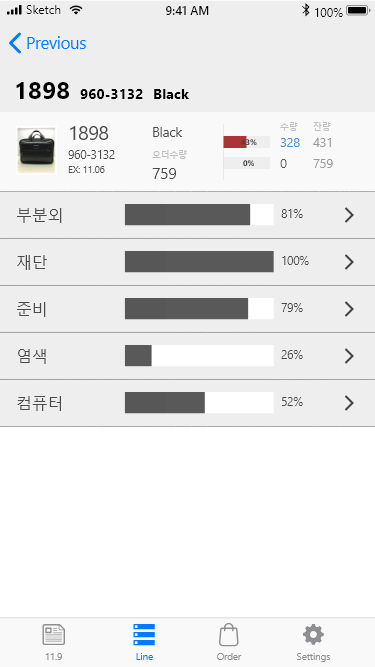 Sketch 9:41 AM 100%
Previous
1898 960-3132 Black
1898 Black 수량 잔량
43% 328 431
960-3132 오더수량
EX: 11.06 759 0% 0 759
부분외 81%
재단 100%
준비 79%
염색 26%
컴퓨터 52%
11.9 Line Order Settings